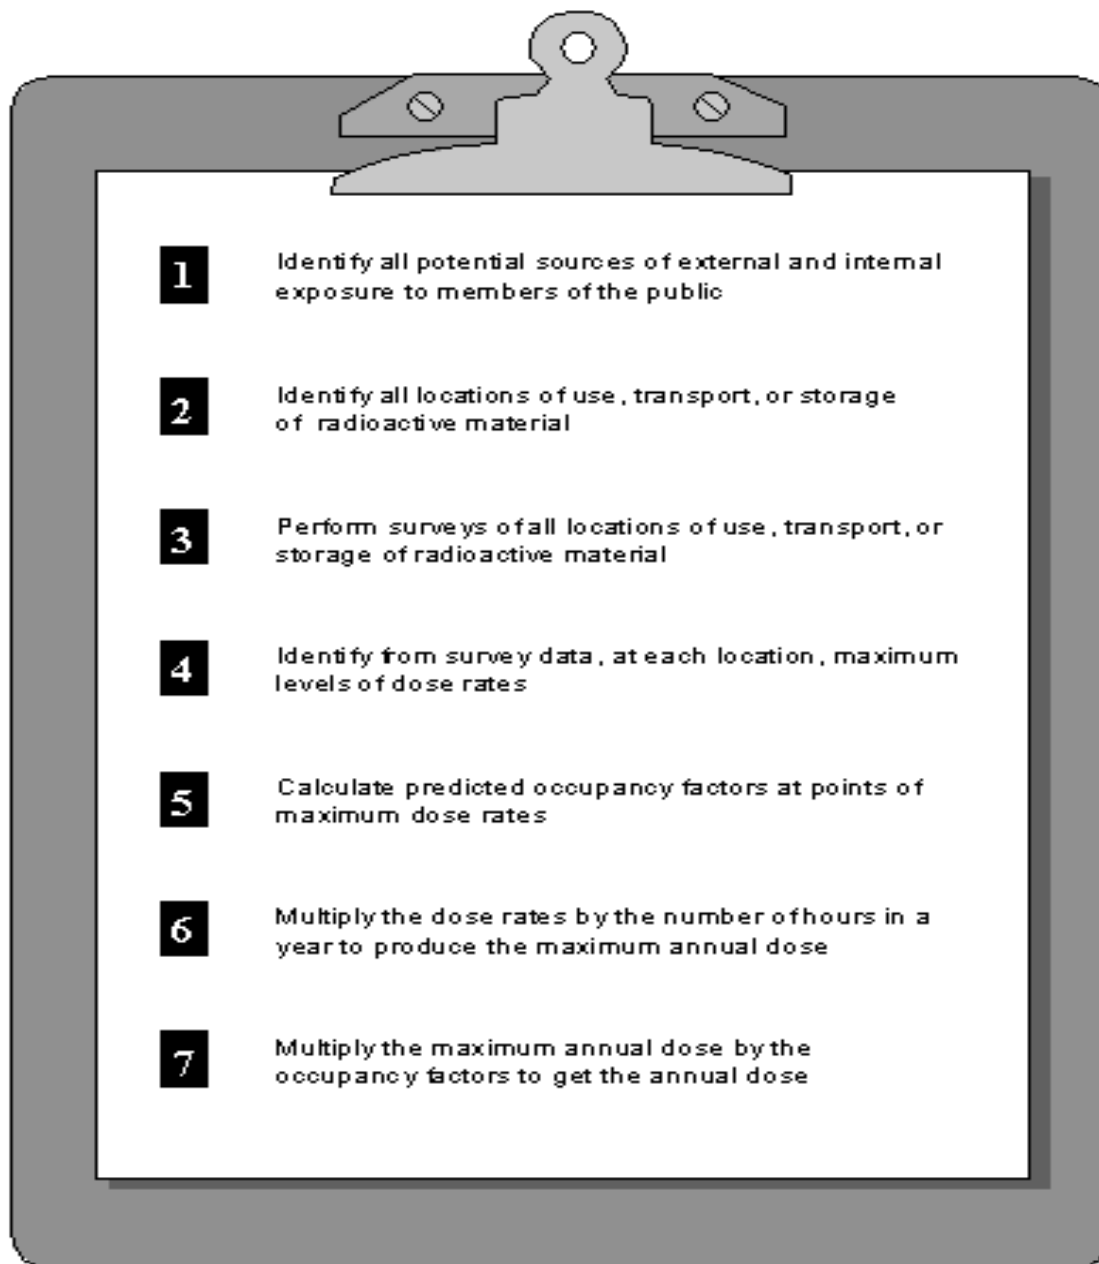 1 Identify all potential sources of external and internal
exposure to members of the public
2 Identify all locations of use, transport, or storage
of radioactive material
3 Perform surveys of all locations of use, transport, or
storage of radioactive material
4 Identify from survey data, at each location, maximum
levels of dose rates
5 Calculate predicted occupancy factors at points of
maximum dose rates
6 Multiply the dose rates by the number of hours in a
year to produce the maximum annual dose
7 Multiply the maximum annual dose by the
occupancy factors to get the annual dose